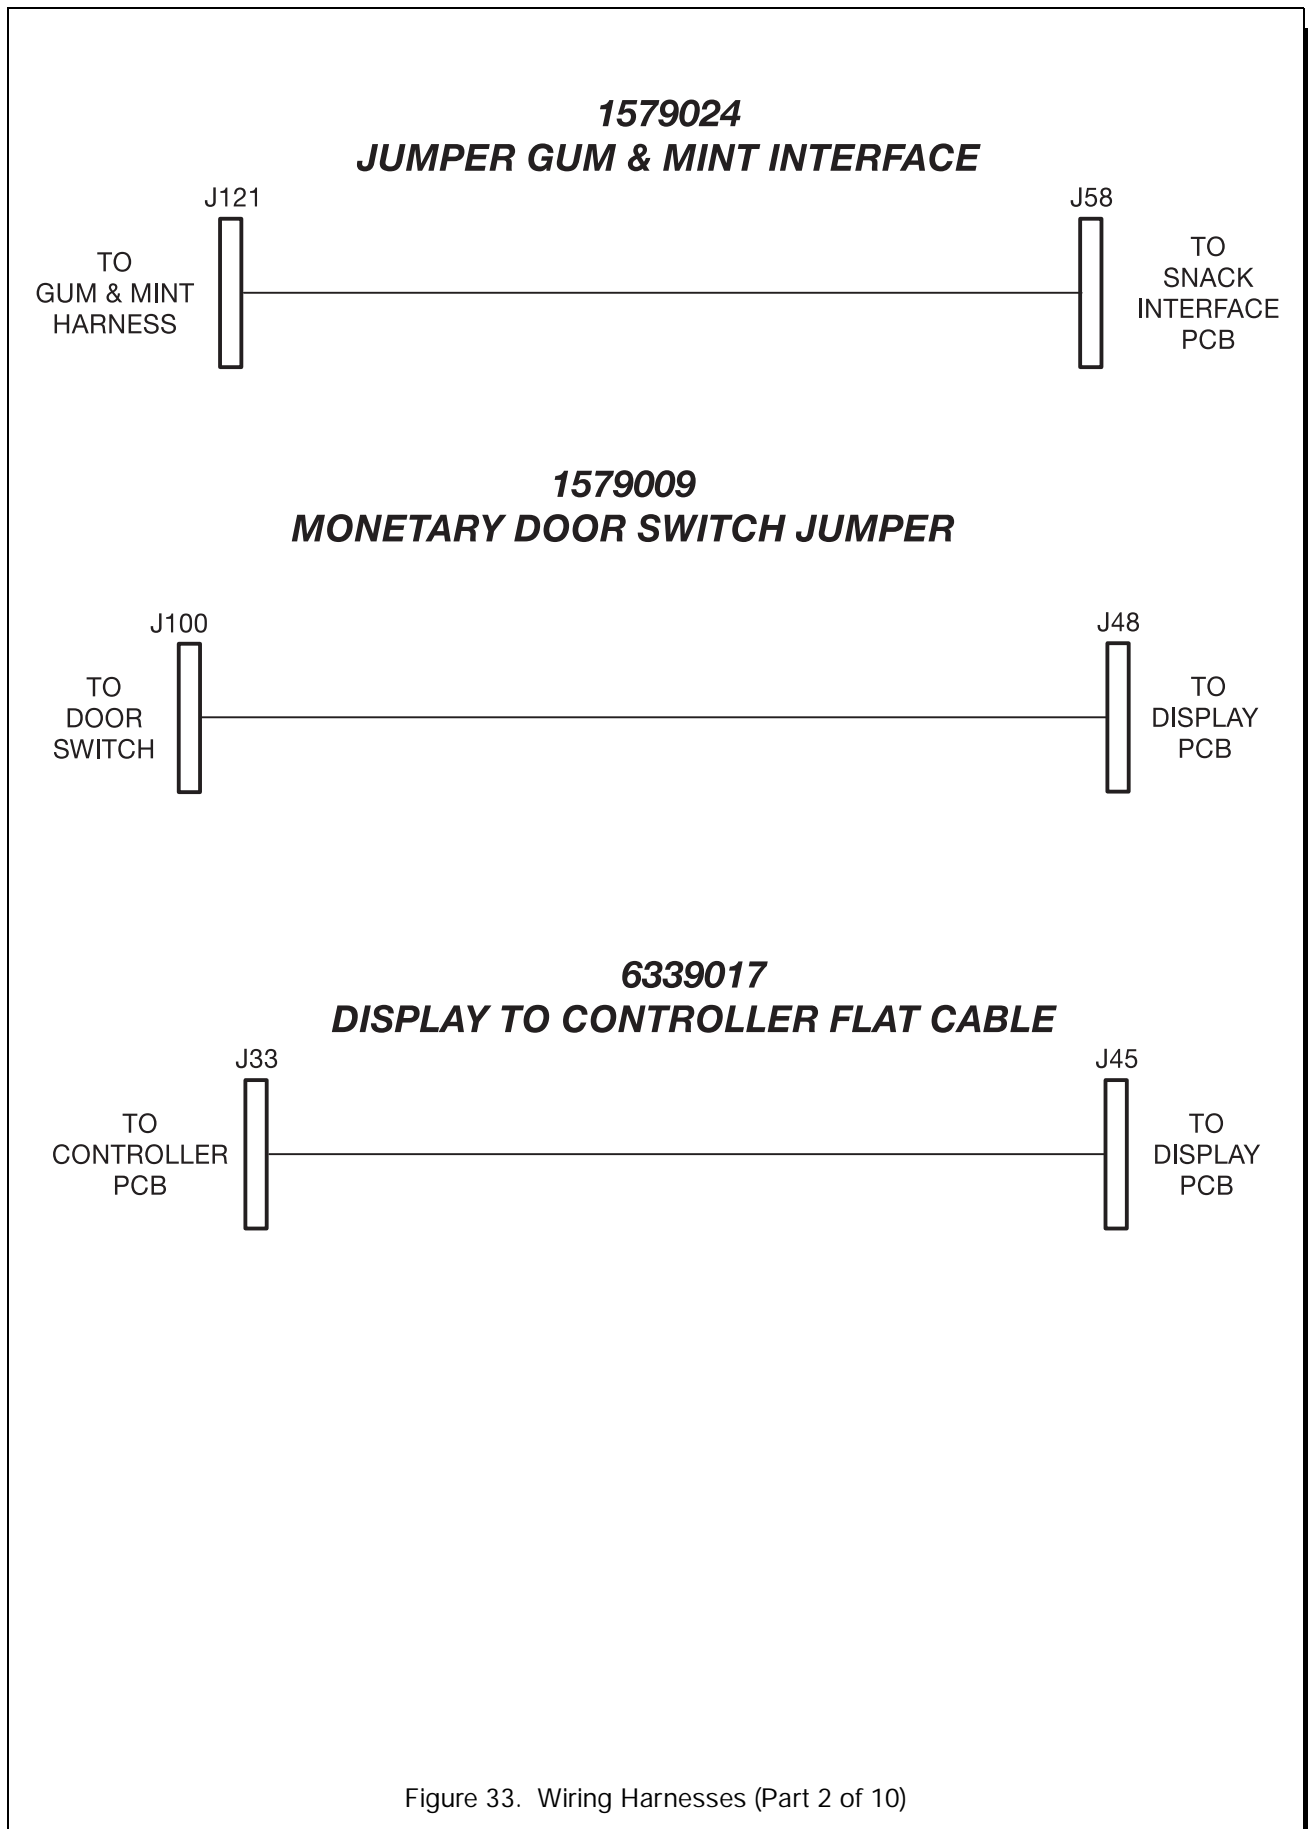 1579024
JUMPER GUM & MINT INTERFACE
J121
J58
TO
GUM & MINT
HARNESS
TO
SNACK
INTERFACE
PCB
1579009
MONETARY DOOR SWITCH JUMPER
J100
J48
TO
DOOR
SWITCH
TO
DISPLAY
PCB
6339017
DISPLAY TO CONTROLLER FLAT CABLE
J33
J45
TO
CONTROLLER
PCB
TO
DISPLAY
PCB
Figure 33. Wiring Harnesses (Part 2 of 10)